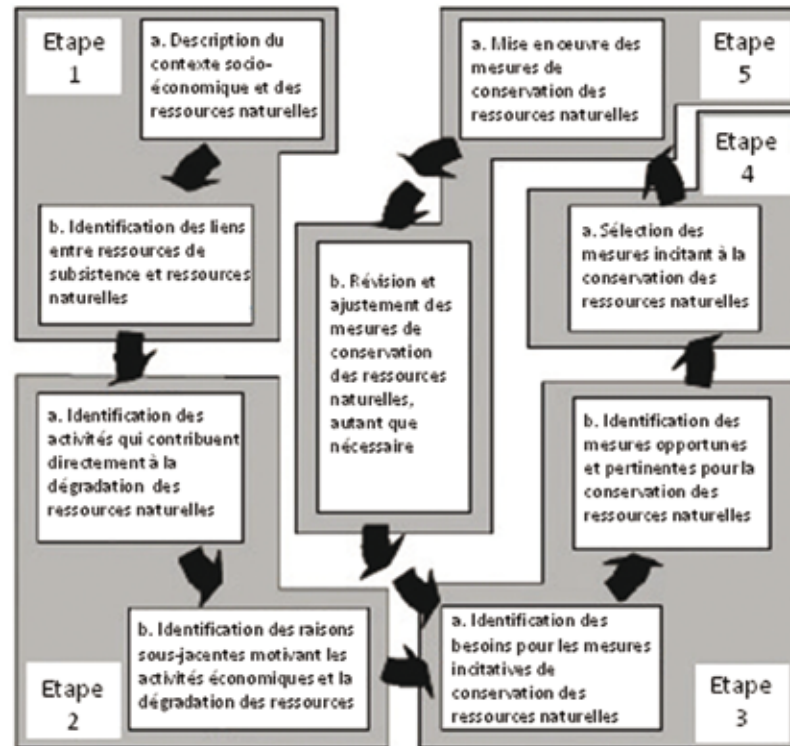 Etape
1
a. Description du
contexte socio-
économique et des
ressources naturelles
b. Identification des liens
entre ressources de
subsistence et ressources
naturelles
a. Identification des
activités qui contribuent
directement à la
dégradation des
ressources naturelles
b. Identification des raisons
sous-jacentes motivant les
activités économiques et la
dégradation des ressources
Etape
2
a. Identification des
besoins pour les mesures
incitatives de
conservation des
ressources naturelles
Etape
3
b. Identification des
mesures opportunes
et pertinentes pour la
conservation des
ressources naturelles
Etape
4
a. Sélection des
mesures incitant à la
conservation des
ressources naturelles
Etape
5
a. Mise en œuvre des
mesures de
conservation des
ressources naturelles
b. Révision et
ajustement des
mesures de
conservation
des ressources
naturelles,
autant que
nécessaire